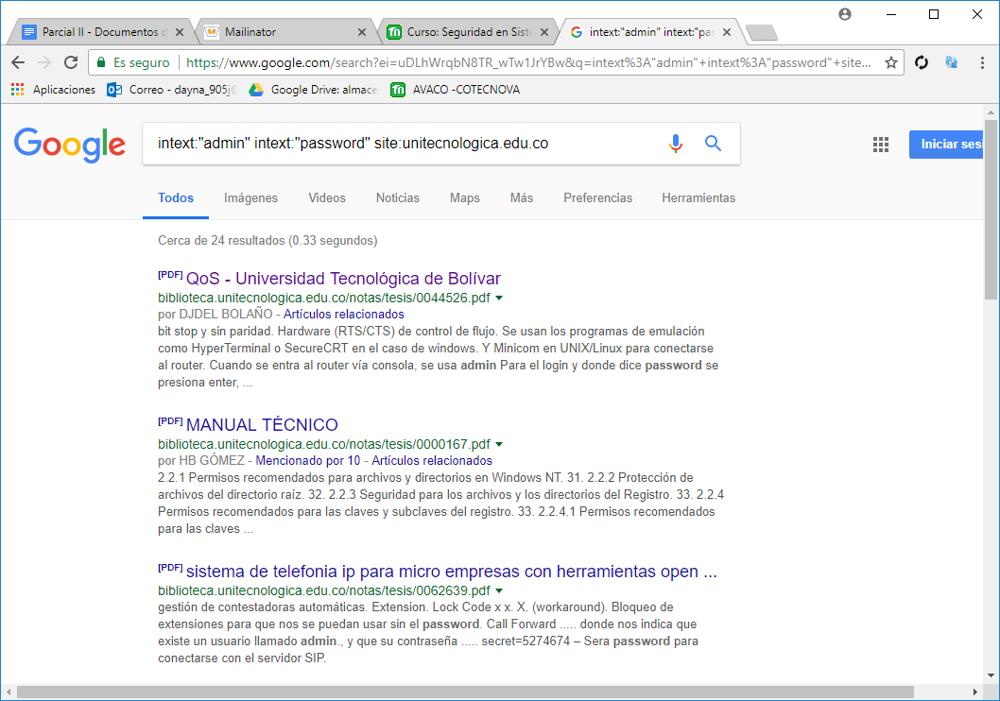 Parcial II - Documentos d
Mailinator
Curso: Seguridad en Siste
intext:"admin" intext:"pas
Es seguro
https://www.google.com/search?ei=uDLhWrqbN8TR_wTw1JrYBw&q=intext%3A"admin"+intext%3A"password"+site...
Aplicaciones
Correo - dayna_905j@
Google Drive: almace
AVACO -COTECNOVA
Google
intext:"admin" intext:"password" site:unitecnologica.edu.co
Iniciar sesi
Todos
Imágenes
Videos
Noticias
Maps
Más
Preferencias
Herramientas
Cerca de 24 resultados (0.33 segundos)
[PDF] QoS - Universidad Tecnológica de Bolívar
biblioteca.unitecnologica.edu.co/notas/tesis/0044526.pdf
por DJDEL BOLAÑO - Artículos relacionados
bit stop y sin paridad. Hardware (RTS/CTS) de control de flujo. Se usan los programas de emulación
como HyperTerminal o SecureCRT en el caso de windows. Y Minicom en UNIX/Linux para conectarse
al router. Cuando se entra al router vía consola, se usa admin Para el login y donde dice password se
presiona enter, ...
[PDF] MANUAL TÉCNICO
biblioteca.unitecnologica.edu.co/notas/tesis/0000167.pdf
por HB GÓMEZ - Mencionado por 10 - Artículos relacionados
2.2.1 Permisos recomendados para archivos y directorios en Windows NT. 31. 2.2.2 Protección de
archivos del directorio raíz. 32. 2.2.3 Seguridad para los archivos y los directorios del Registro. 33. 2.2.4
Permisos recomendados para las claves y subclaves del registro. 33. 2.2.4.1 Permisos recomendados
para las claves ...
[PDF] sistema de telefonia ip para micro empresas con herramientas open ...
biblioteca.unitecnologica.edu.co/notas/tesis/0062639.pdf
gestión de contestadoras automáticas. Extension. Lock Code x x. X. (workaround). Bloqueo de
extensiones para que nos se puedan usar sin el password. Call Forward ..... donde nos indica que
existe un usuario llamado admin., y que su contraseña ..... secret=5274674 – Sera password para
conectarse con el servidor SIP.